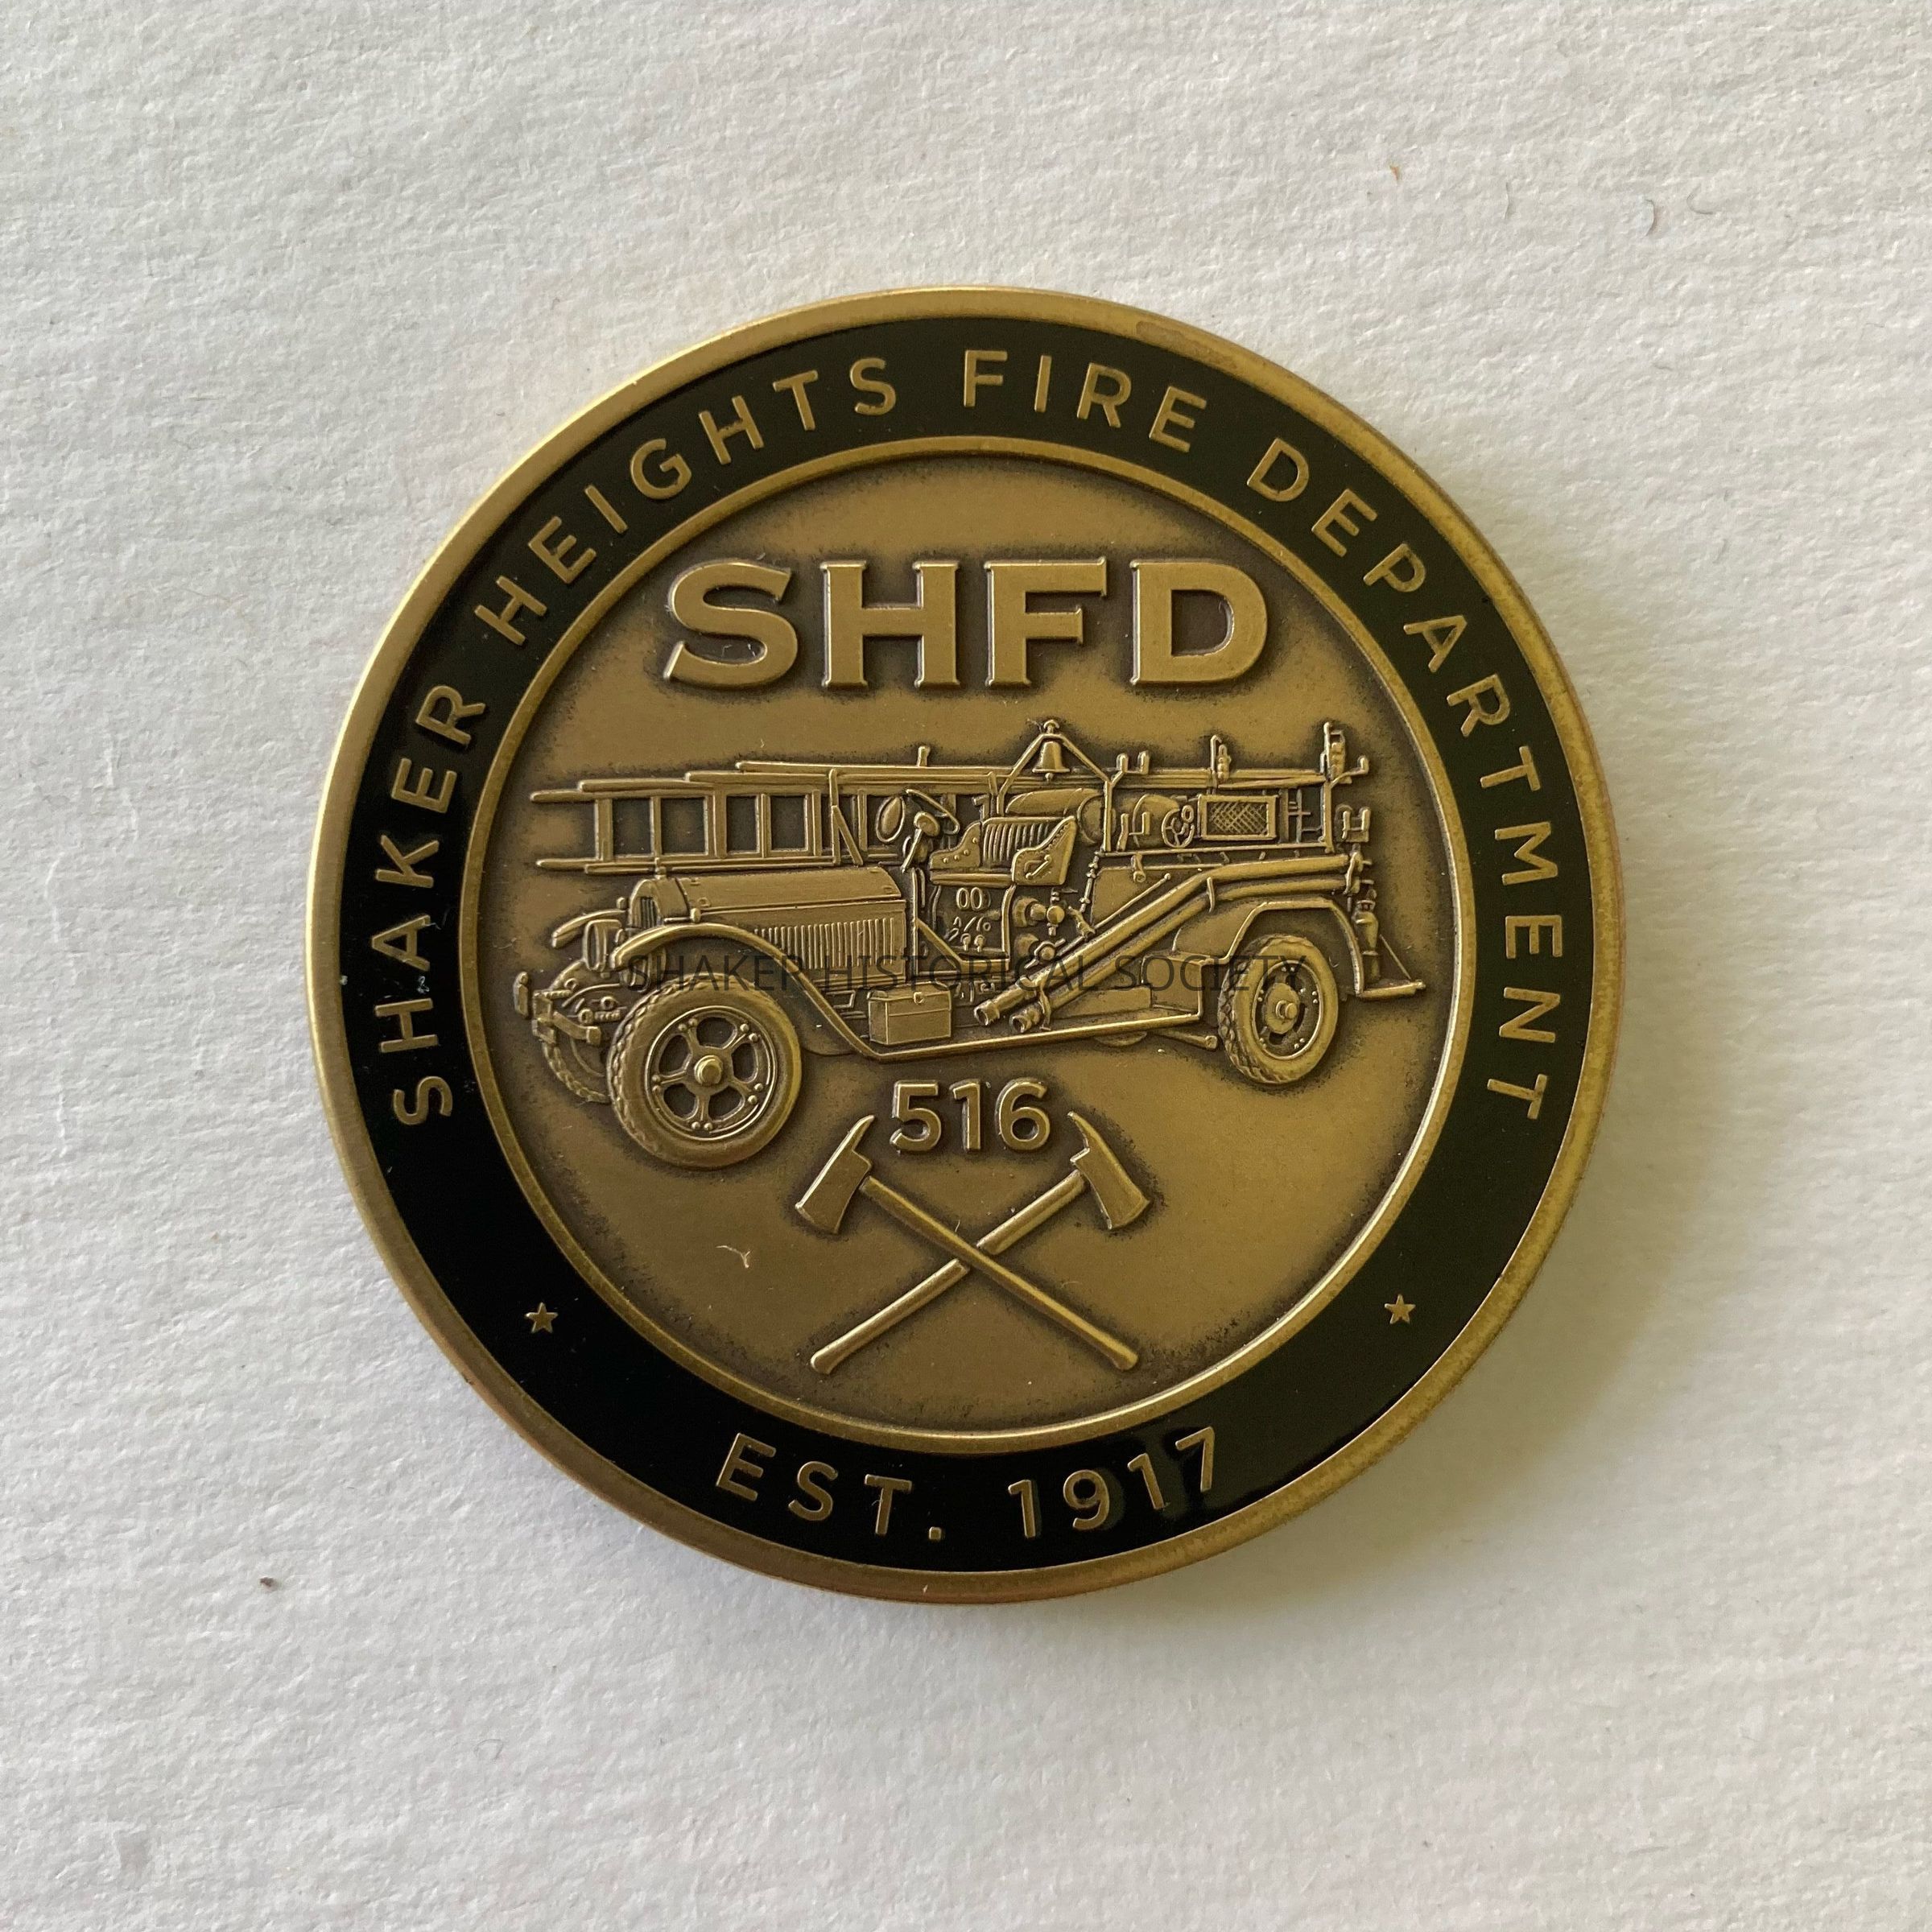 SHAKER HEIGHTS FIRE DEPARTMENT
SHFD
SHAKER HISTORICAL SOCIETY
516
EST. 1917